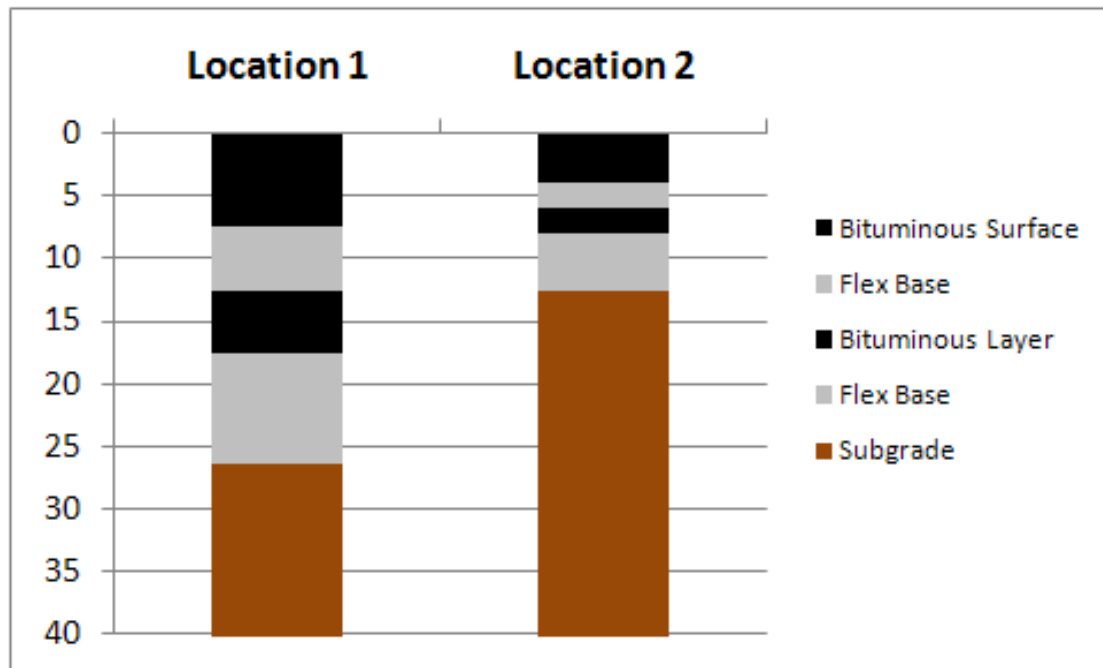 Location 1
Location 2
0
5
10
15
20
25
30
35
40
Bituminous Surface
Flex Base
Bituminous Layer
Flex Base
Subgrade